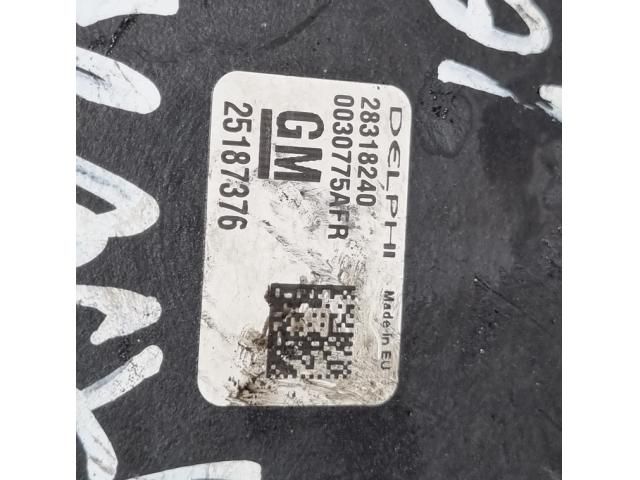 DELPHI Made in EU
28318240
0030775AFR
GM
25187376